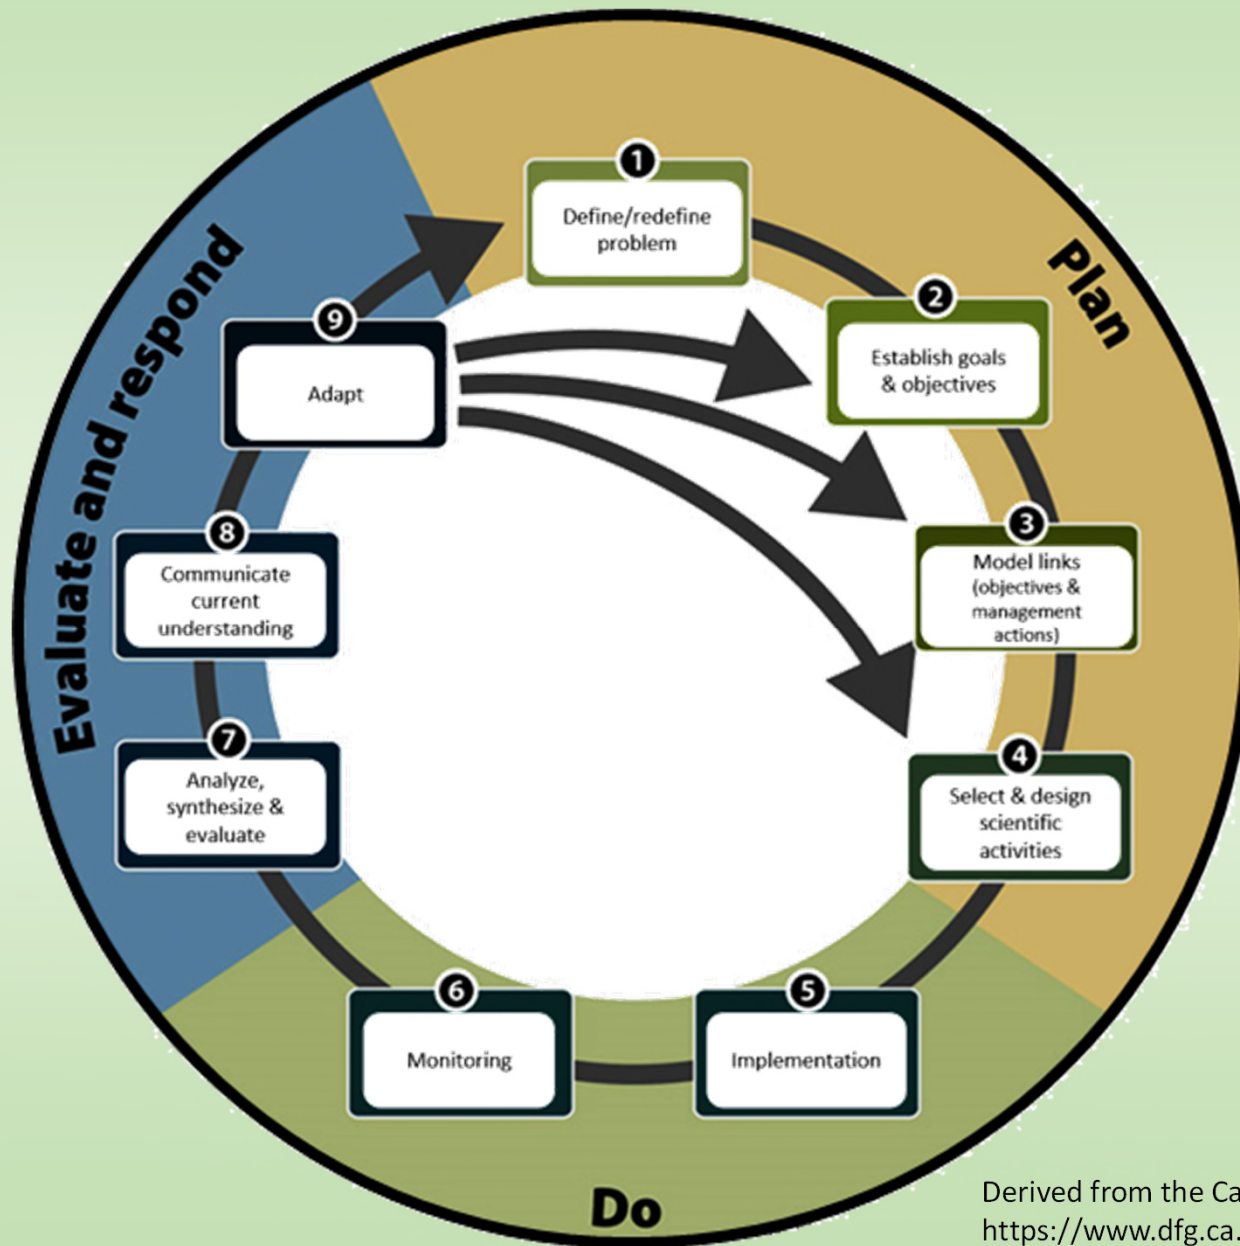 1
Define/redefine
problem
Plan
2
Establish goals
& objectives
3
Model links
(objectives &
management
actions)
4
Select & design
scientific
activities
5
Implementation
6
Monitoring
Do
7
Analyze,
synthesize &
evaluate
8
Communicate
current
understanding
9
Adapt
Evaluate and respond
Derived from the Ca
https://www.dfg.ca.